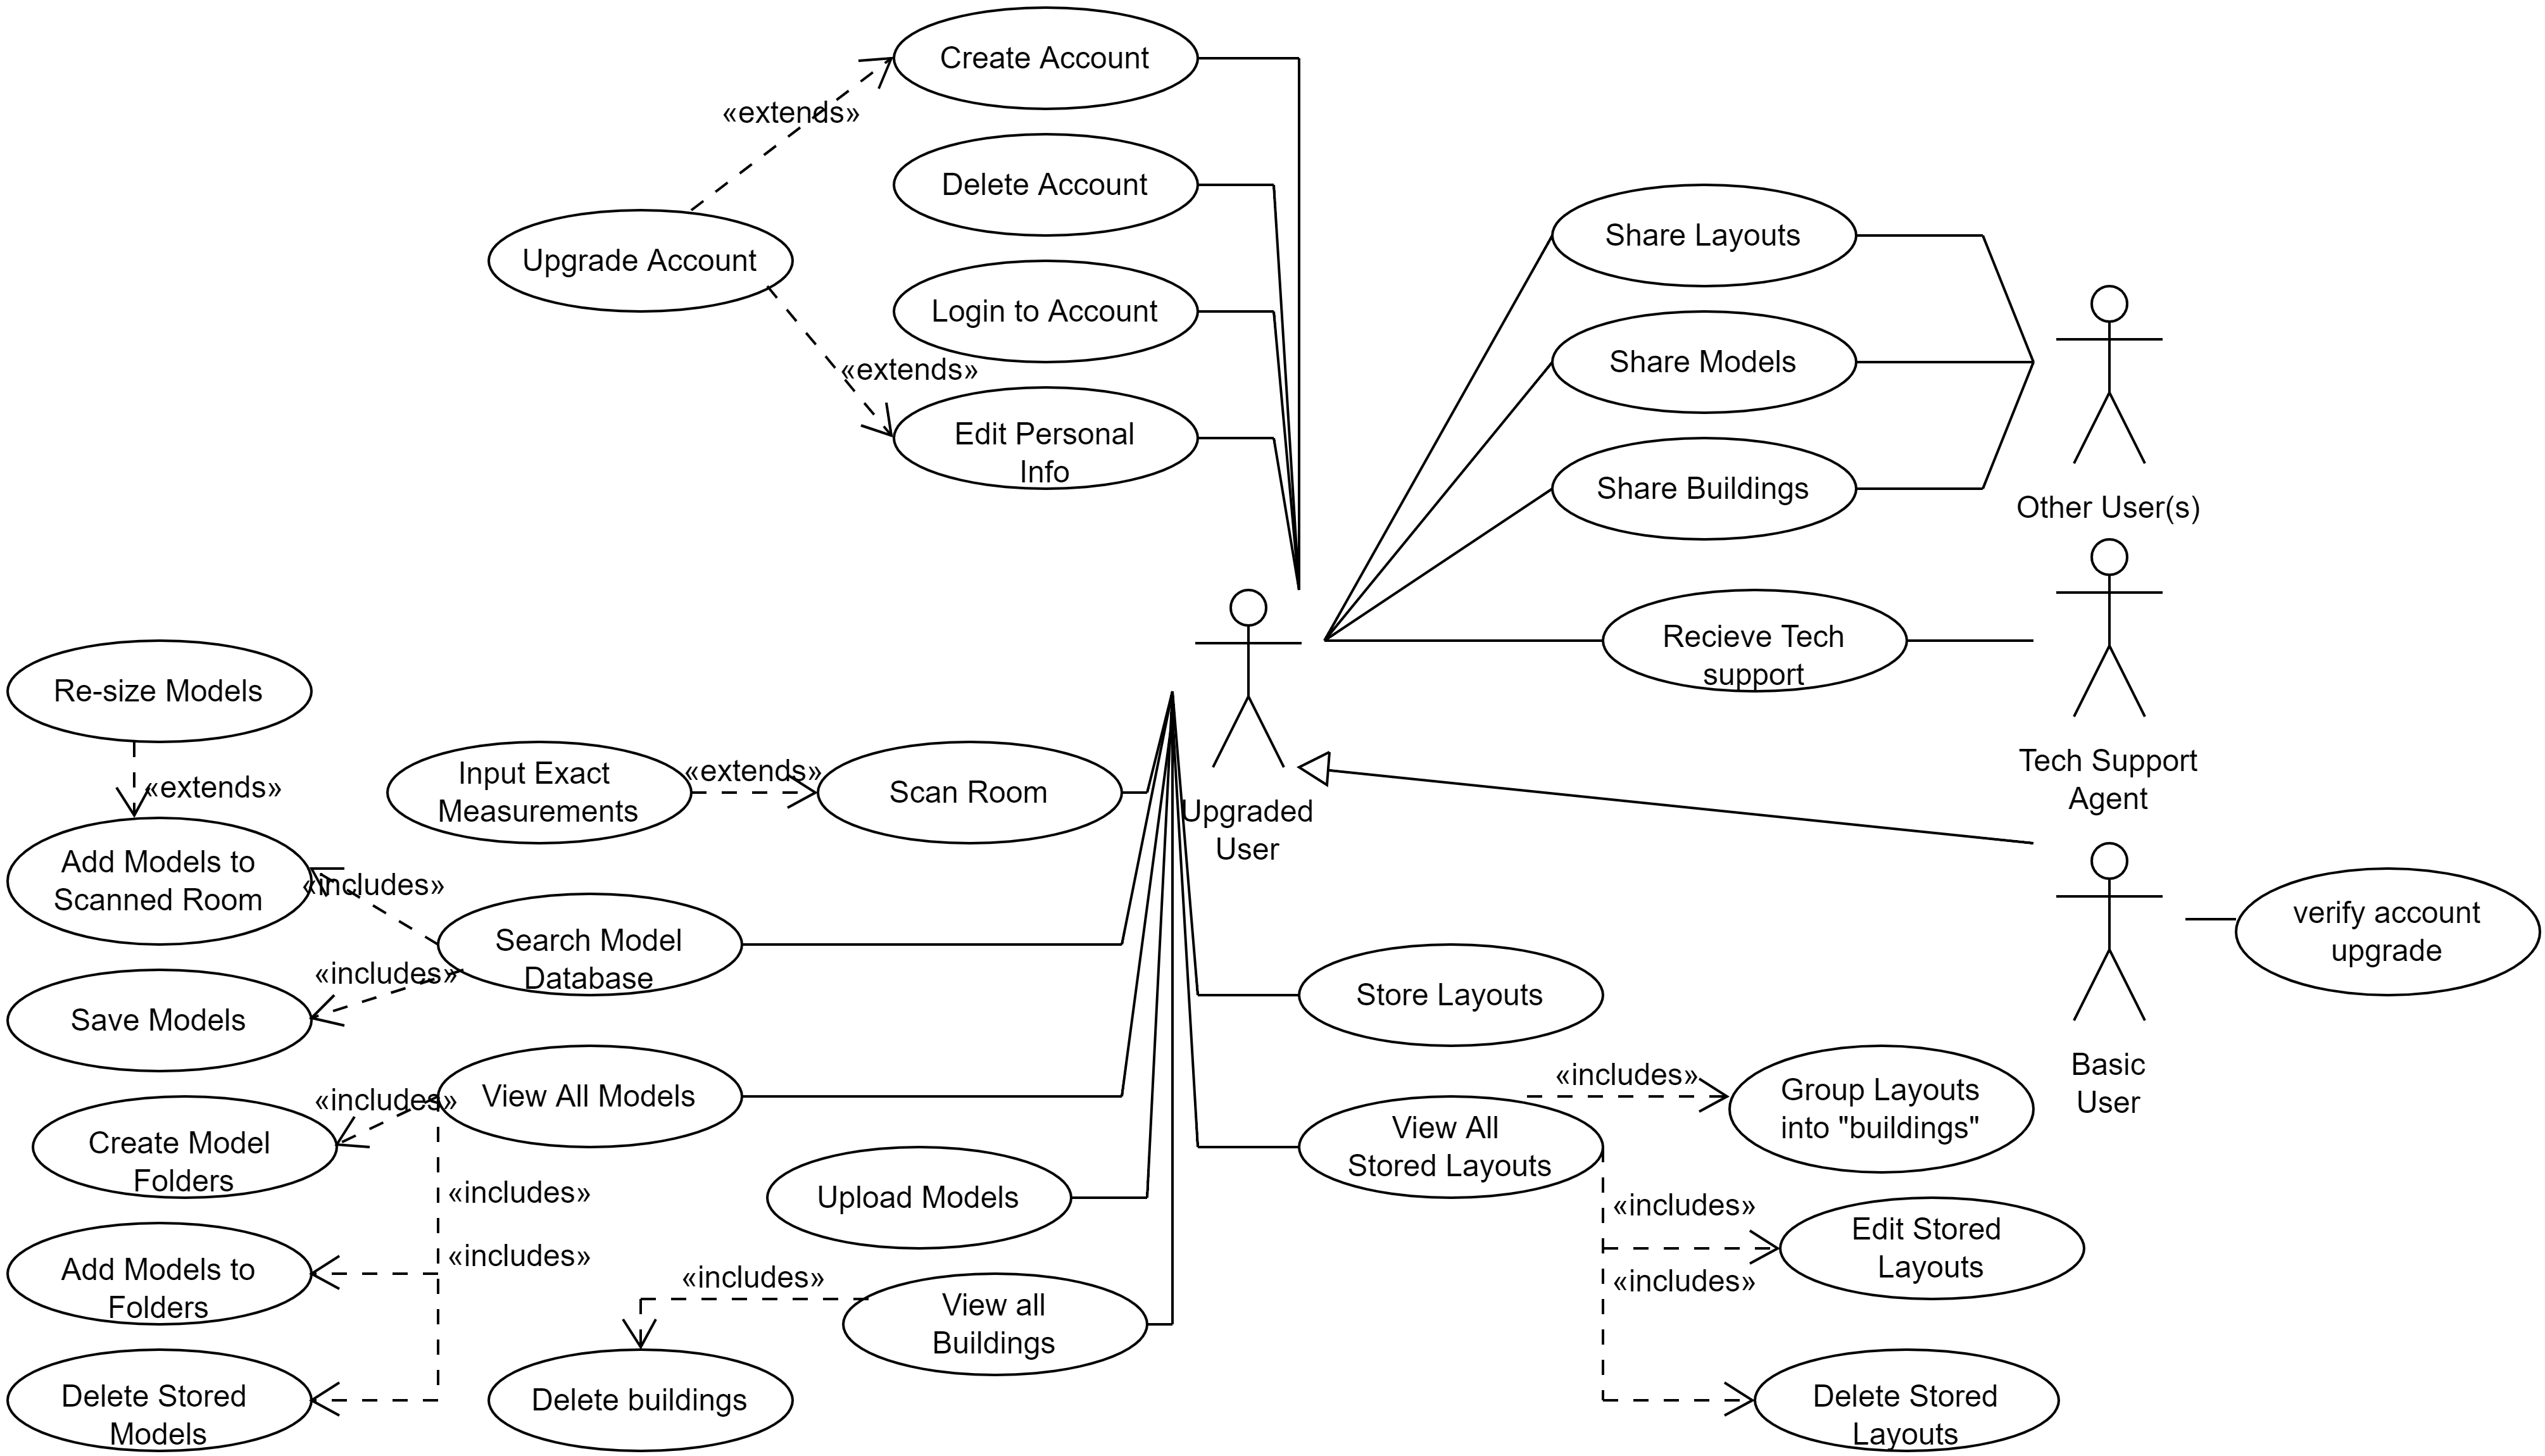 Create Account
«extends»
Delete Account
Upgrade Account
Login to Account
«extends»
Edit Personal
Info
Share Layouts
Share Models
Share Buildings
Other User(s)
Recieve Tech
support
Tech Support
Agent
Re-size Models
«extends»
Input Exact
Measurements
«extends»
Scan Room
Upgraded
User
Add Models to
Scanned Room
«includes»
Search Model
Database
«includes»
Save Models
verify account
upgrade
Basic
User
Store Layouts
View All Models
«includes»
Create Model
Folders
«includes»
«includes»
Add Models to
Folders
Delete Stored
Models
Upload Models
«includes»
View all
Buildings
Delete buildings
View All
Stored Layouts
«includes»
Group Layouts
into "buildings"
«includes»
Edit Stored
Layouts
«includes»
Delete Stored
Layouts